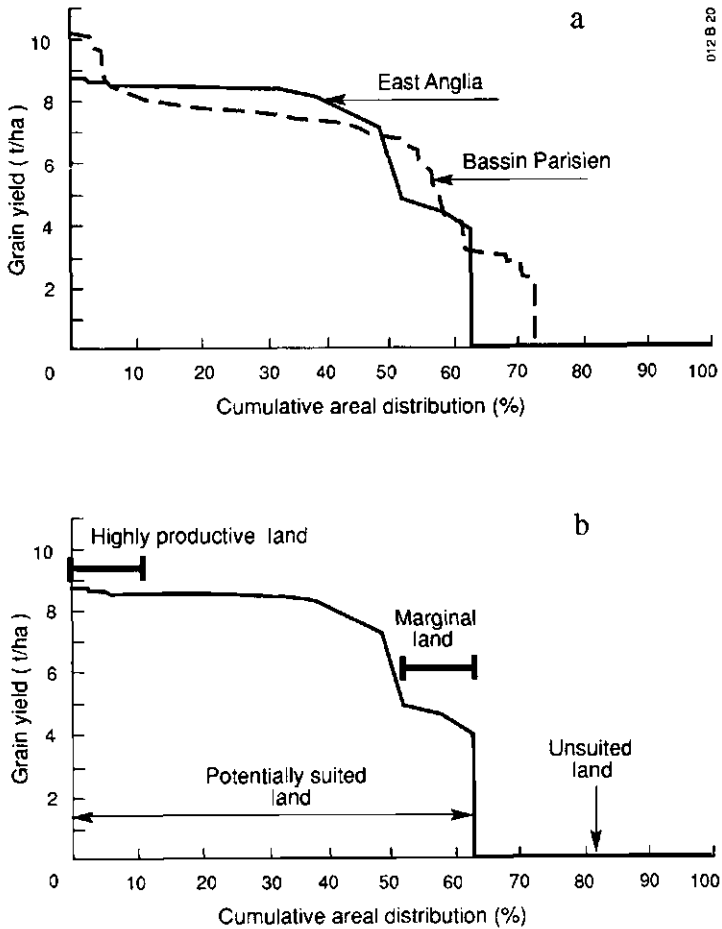 a
012 B 20
10
8
6
4
2
0
Grain yield ( t/ha )
East Anglia
Bassin Parisien
10 20 30 40 50 60 70 80 90 100
Cumulative areal distribution (%)
b
Highly productive land
10
8
6
4
2
0
Grain yield ( t/ha )
Marginal
land
Potentially suited
land
Unsuited
land
10 20 30 40 50 60 70 80 90 100
Cumulative areal distribution (%)